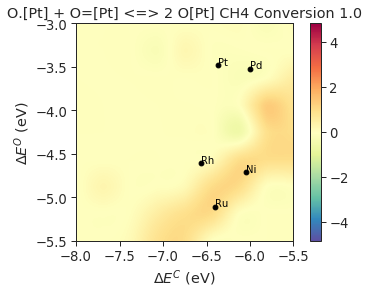 O.[Pt] + O=[Pt] <=> 2 O[Pt] CH4 Conversion 1.0
−3.0
−3.5
−4.0
−4.5
−5.0
−5.5
ΔE^O (eV)
Pt
Pd
Rh
Ni
Ru
−8.0
−7.5
−7.0
−6.5
−6.0
−5.5
ΔE^C (eV)
4
2
0
−2
−4